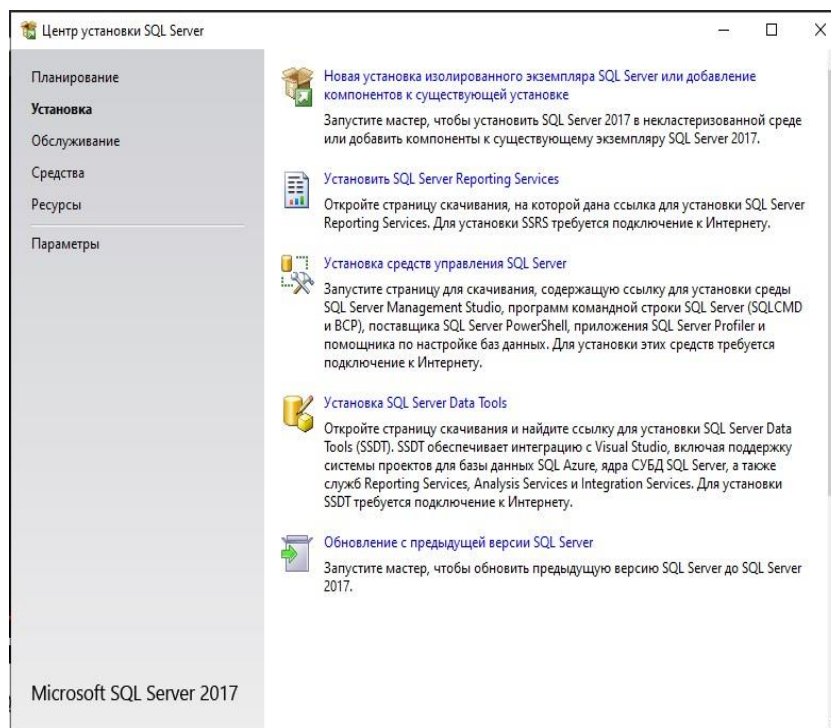 Центр установки SQL Server
Планирование
Установка
Обслуживание
Средства
Ресурсы
Параметры
Microsoft SQL Server 2017
Новая установка изолированного экземпляра SQL Server или добавление
компонентов к существующей установке
Запустите мастер, чтобы установить SQL Server 2017 в некластеризованной среде
или добавить компоненты к существующему экземпляру SQL Server 2017.
Установить SQL Server Reporting Services
Откройте страницу скачивания, на которой дана ссылка для установки SQL Server
Reporting Services. Для установки SSRS требуется подключение к Интернету.
Установка средств управления SQL Server
Запустите страницу для скачивания, содержащую ссылку для установки среды
SQL Server Management Studio, программ командной строки SQL Server (SQLCMD
и BCP), поставщика SQL Server PowerShell, приложения SQL Server Profiler и
помощника по настройке баз данных. Для установки этих средств требуется
подключение к Интернету.
Установка SQL Server Data Tools
Откройте страницу скачивания и найдите ссылку для установки SQL Server Data
Tools (SSDT). SSDT обеспечивает интеграцию с Visual Studio, включая поддержку
системы проектов для базы данных SQL Azure, ядра СУБД SQL Server, а также
служб Reporting Services, Analysis Services и Integration Services. Для установки
SSDT требуется подключение к Интернету.
Обновление с предыдущей версии SQL Server
Запустите мастер, чтобы обновить предыдущую версию SQL Server до SQL Server
2017.